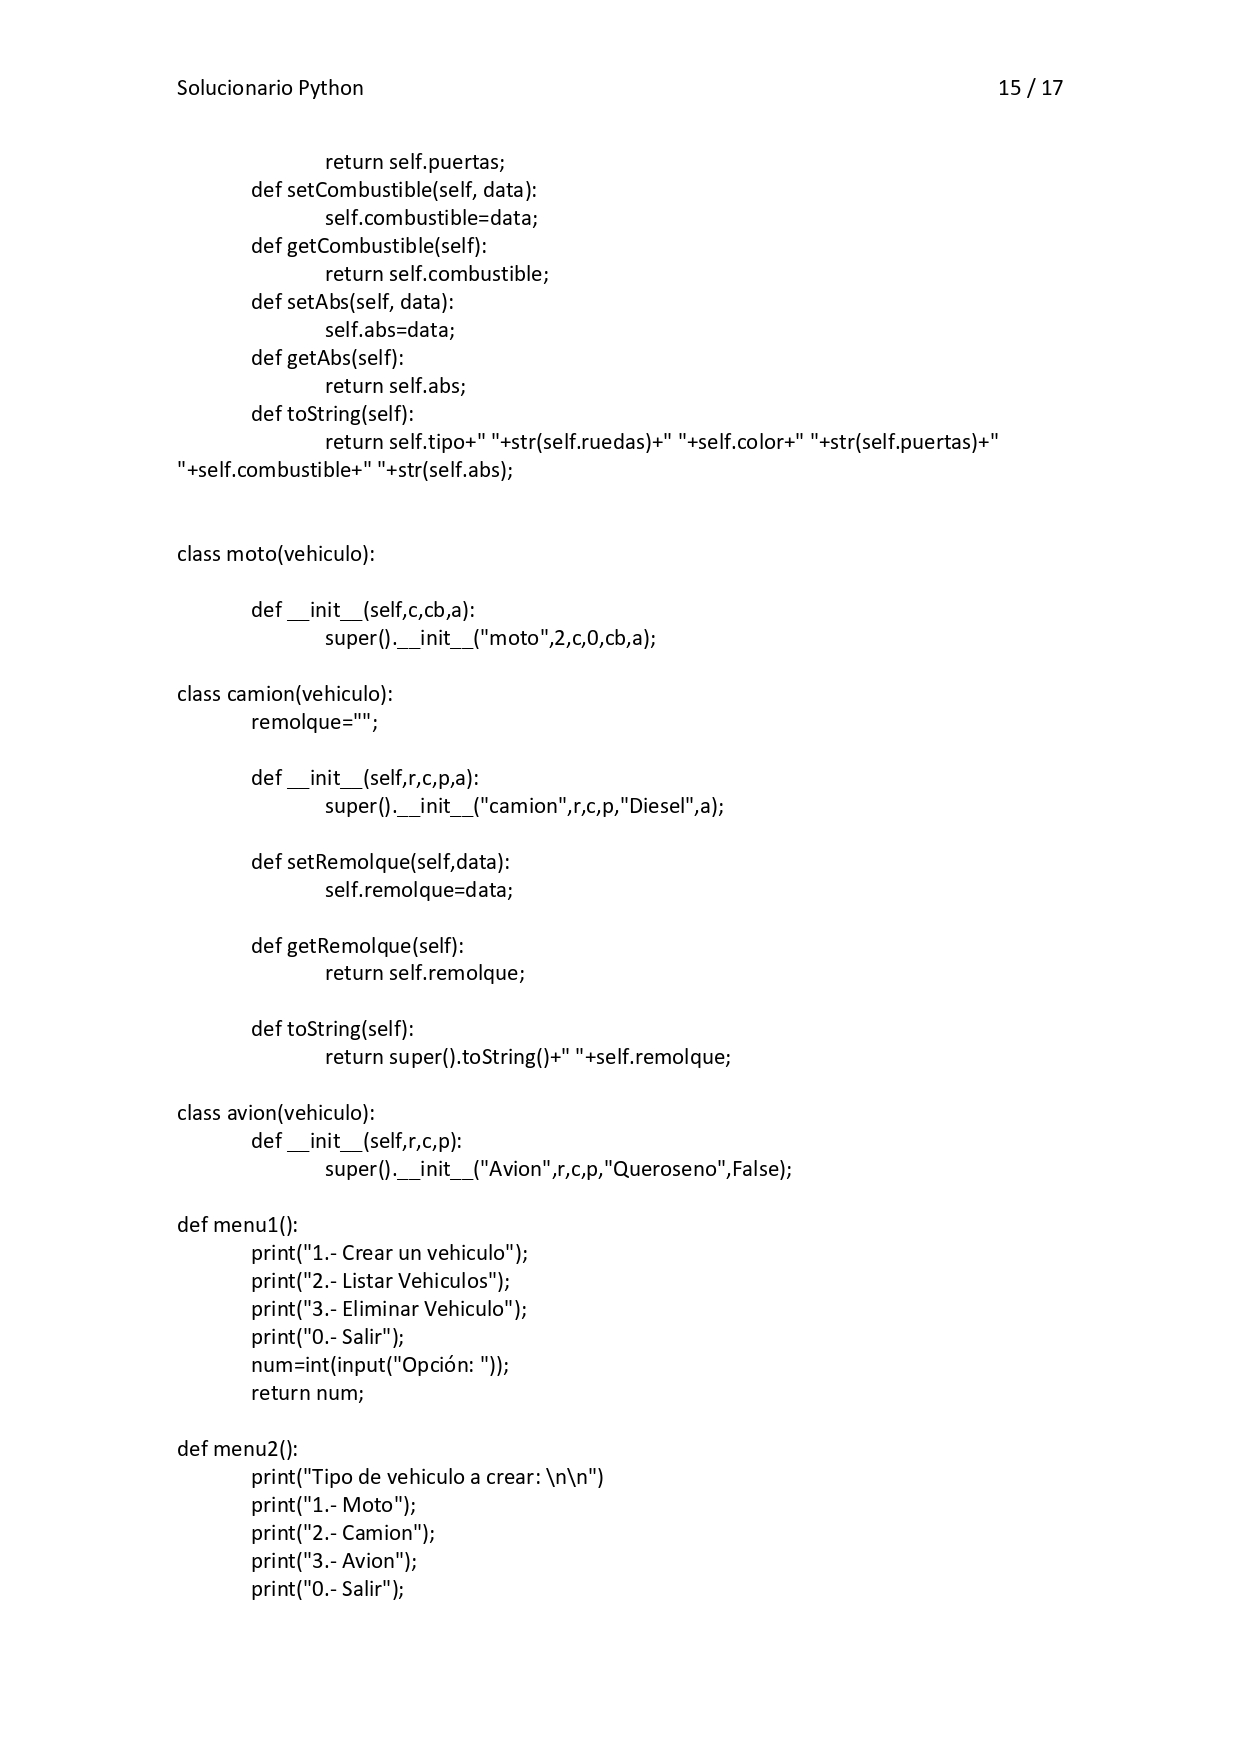 Solucionario Python 15 / 17
return self.puertas;
def setCombustible(self, data):
self.combustible=data;
def getCombustible(self):
return self.combustible;
def setAbs(self, data):
self.abs=data;
def getAbs(self):
return self.abs;
def toString(self):
return self.tipo+" "+str(self.ruedas)+" "+self.color+" "+str(self.puertas)+"
"+self.combustible+" "+str(self.abs);
class moto(vehiculo):
def __init__(self,c,cb,a):
super().__init__("moto",2,c,0,cb,a);
class camion(vehiculo):
remolque="";
def __init__(self,r,c,p,a):
super().__init__("camion",r,c,p,"Diesel",a);
def setRemolque(self,data):
self.remolque=data;
def getRemolque(self):
return self.remolque;
def toString(self):
return super().toString()+" "+self.remolque;
class avion(vehiculo):
def __init__(self,r,c,p):
super().__init__("Avion",r,c,p,"Queroseno",False);
def menu1():
print("1.- Crear un vehiculo");
print("2.- Listar Vehiculos");
print("3.- Eliminar Vehiculo");
print("0.- Salir");
num=int(input("Opción: "));
return num;
def menu2():
print("Tipo de vehiculo a crear: \n\n")
print("1.- Moto");
print("2.- Camion");
print("3.- Avion");
print("0.- Salir");